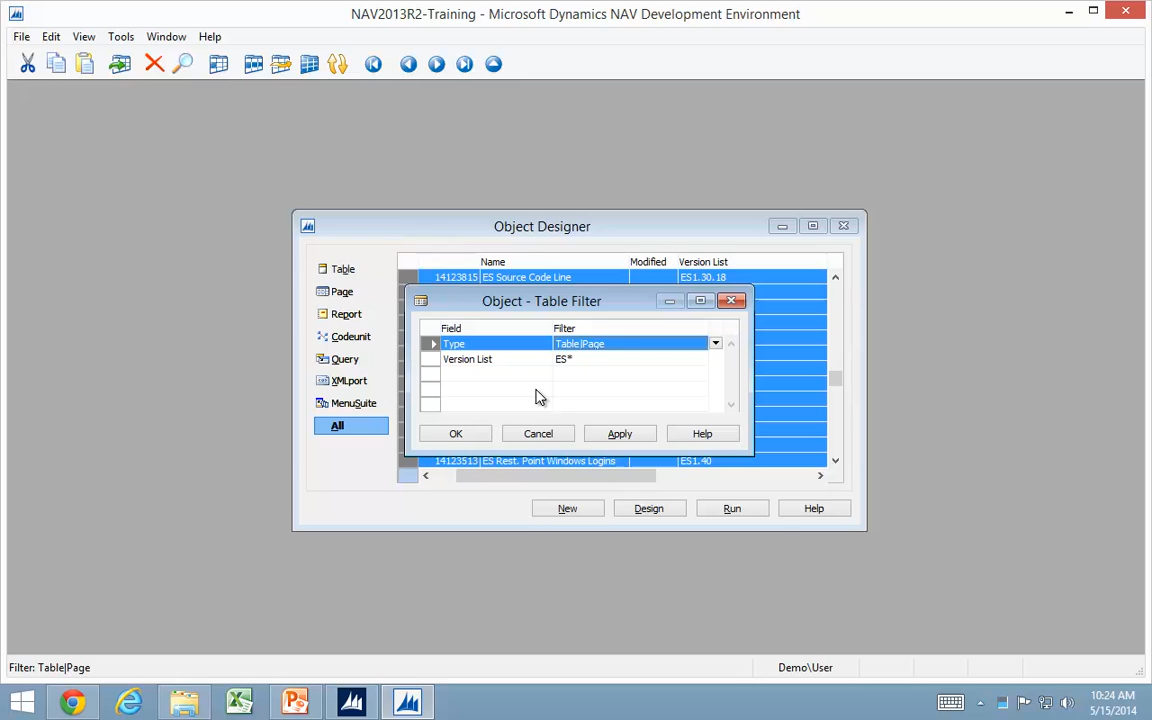 NAV2013R2-Training - Microsoft Dynamics NAV Development Environment
File Edit View Tools Window Help
Object Designer
Table
Page
Report
Codeunit
Query
XMLport
MenuSuite
All
Name Modified Version List
14123815 ES Source Code Line ES1.30.18
Object - Table Filter
Field Filter
Type Table|Page
Version List ES*
OK Cancel Apply Help
14123513 ES Rest. Point Windows Logins ES1.40
New Design Run Help
Filter: Table|Page Demo\User
10:24 AM
5/15/2014